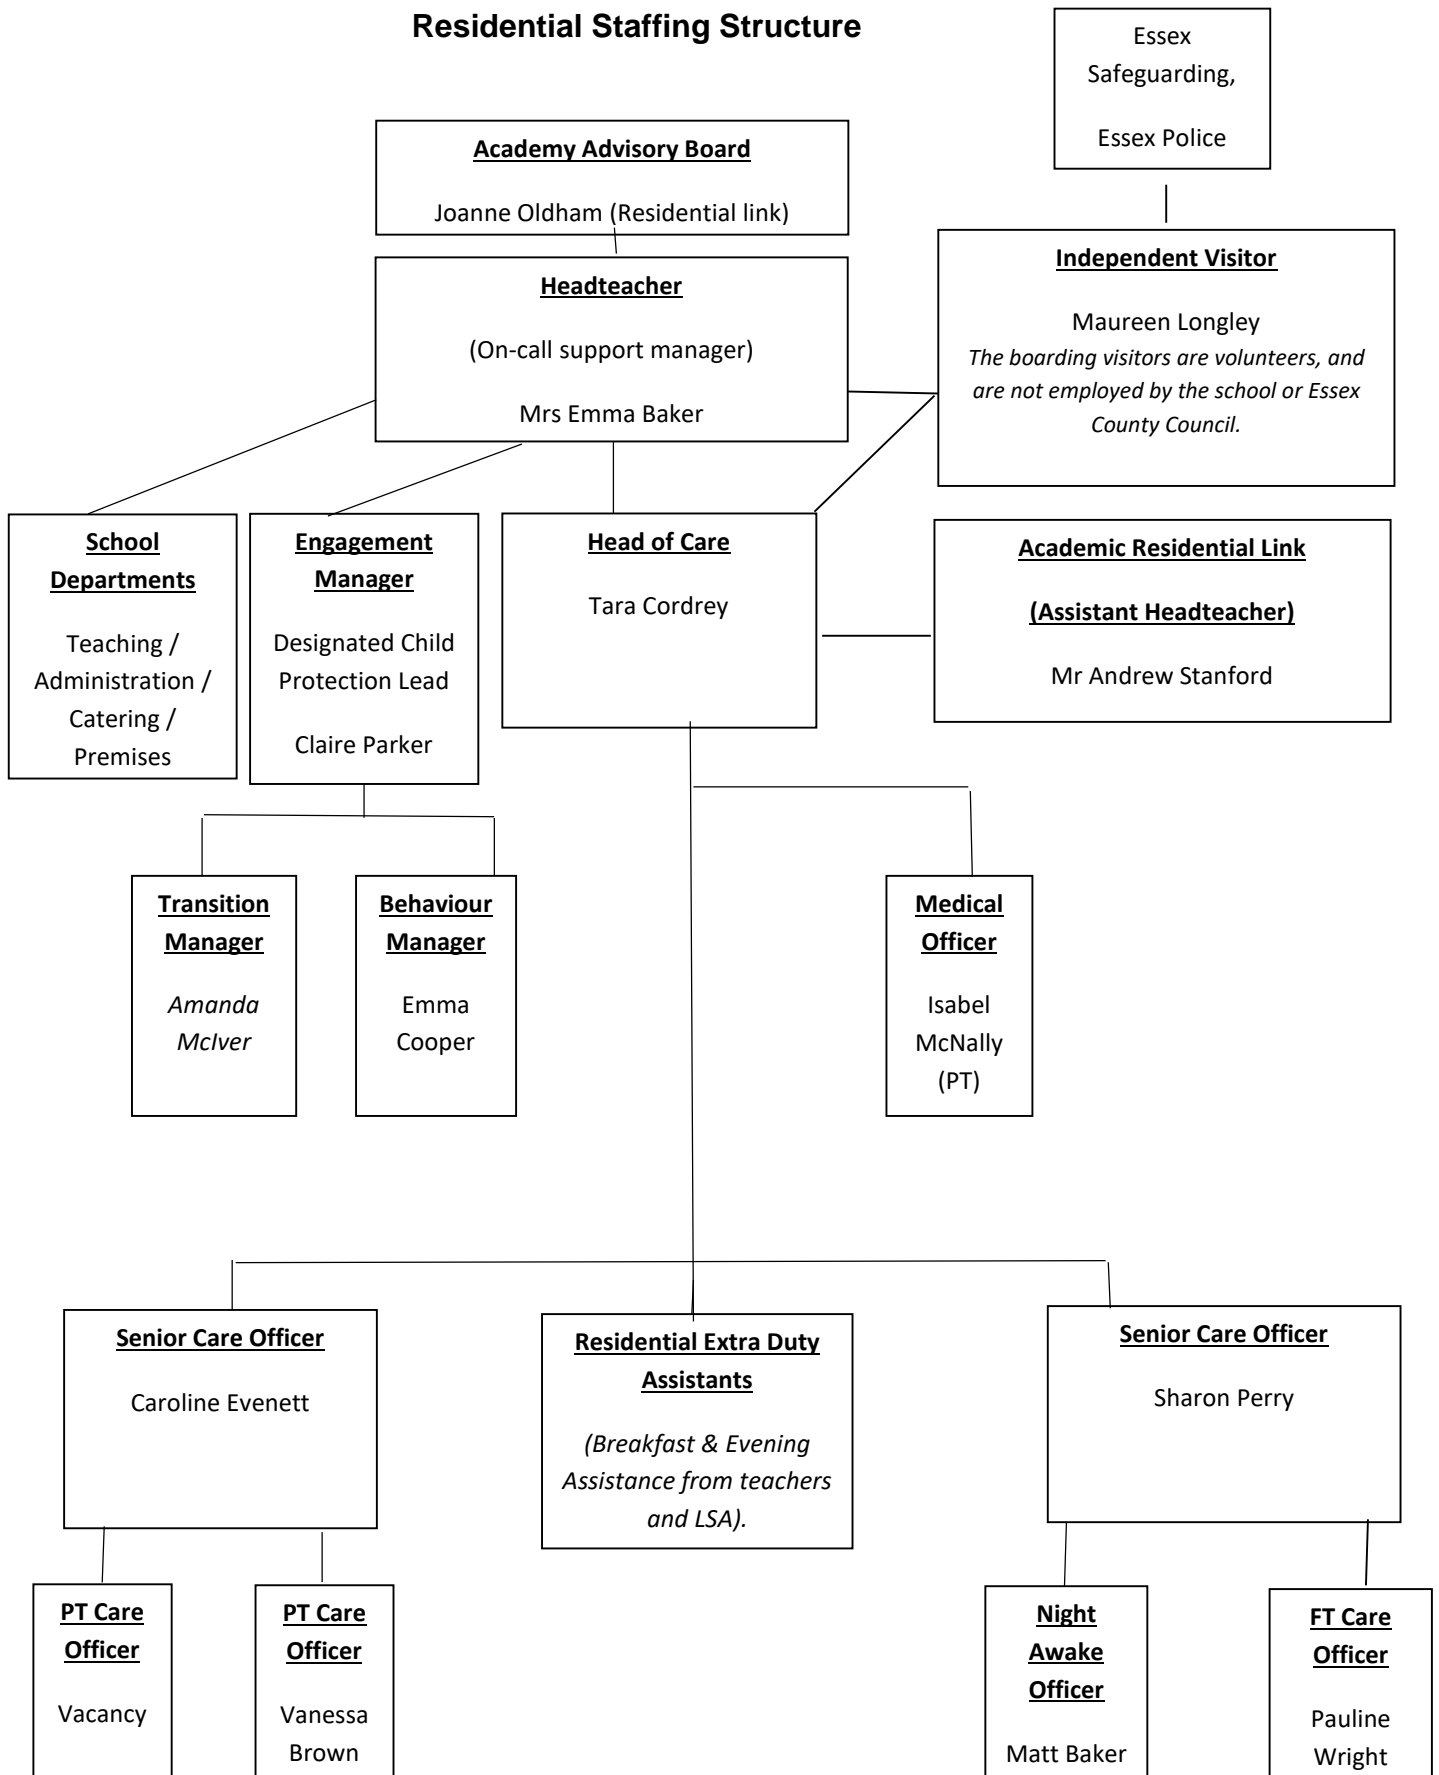 Residential Staffing Structure
Essex
Safeguarding,
Essex Police
Academy Advisory Board
Joanne Oldham (Residential link)
Independent Visitor
Maureen Longley
The boarding visitors are volunteers, and
are not employed by the school or Essex
County Council.
Headteacher
(On-call support manager)
Mrs Emma Baker
School
Departments
Teaching /
Administration /
Catering /
Premises
Engagement
Manager
Designated Child
Protection Lead
Claire Parker
Head of Care
Tara Cordrey
Academic Residential Link
(Assistant Headteacher)
Mr Andrew Stanford
Transition
Manager
Amanda
McIver
Behaviour
Manager
Emma
Cooper
Medical
Officer
Isabel
McNally
(PT)
Senior Care Officer
Caroline Evenett
Residential Extra Duty
Assistants
(Breakfast & Evening
Assistance from teachers
and LSA).
Senior Care Officer
Sharon Perry
PT Care
Officer
Vacancy
PT Care
Officer
Vanessa
Brown
Night
Awake
Officer
Matt Baker
FT Care
Officer
Pauline
Wright